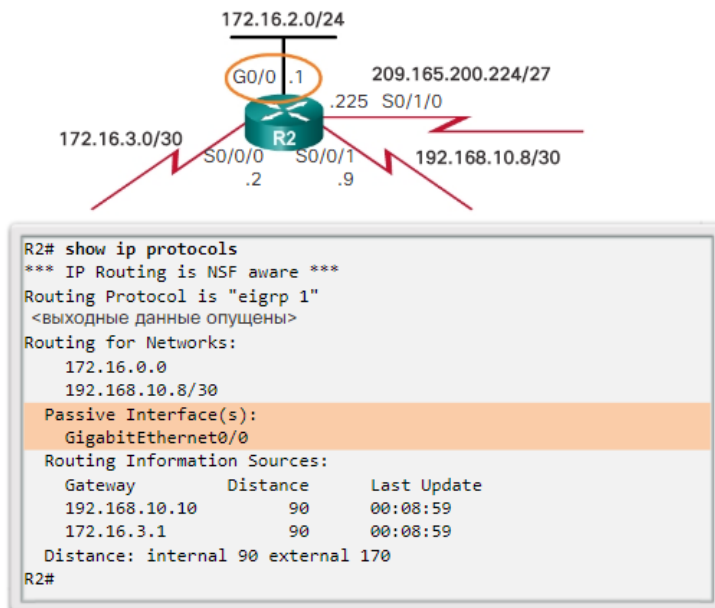 172.16.2.0/24
G0/0 .1
209.165.200.224/27
.225 S0/1/0
172.16.3.0/30
R2
S0/0/0 S0/0/1
192.168.10.8/30
.2 .9
R2# show ip protocols
*** IP Routing is NSF aware ***
Routing Protocol is "eigrp 1"
<выходные данные опущены>
Routing for Networks:
172.16.0.0
192.168.10.8/30
Passive Interface(s):
GigabitEthernet0/0
Routing Information Sources:
Gateway Distance Last Update
192.168.10.10 90 00:08:59
172.16.3.1 90 00:08:59
Distance: internal 90 external 170
R2#